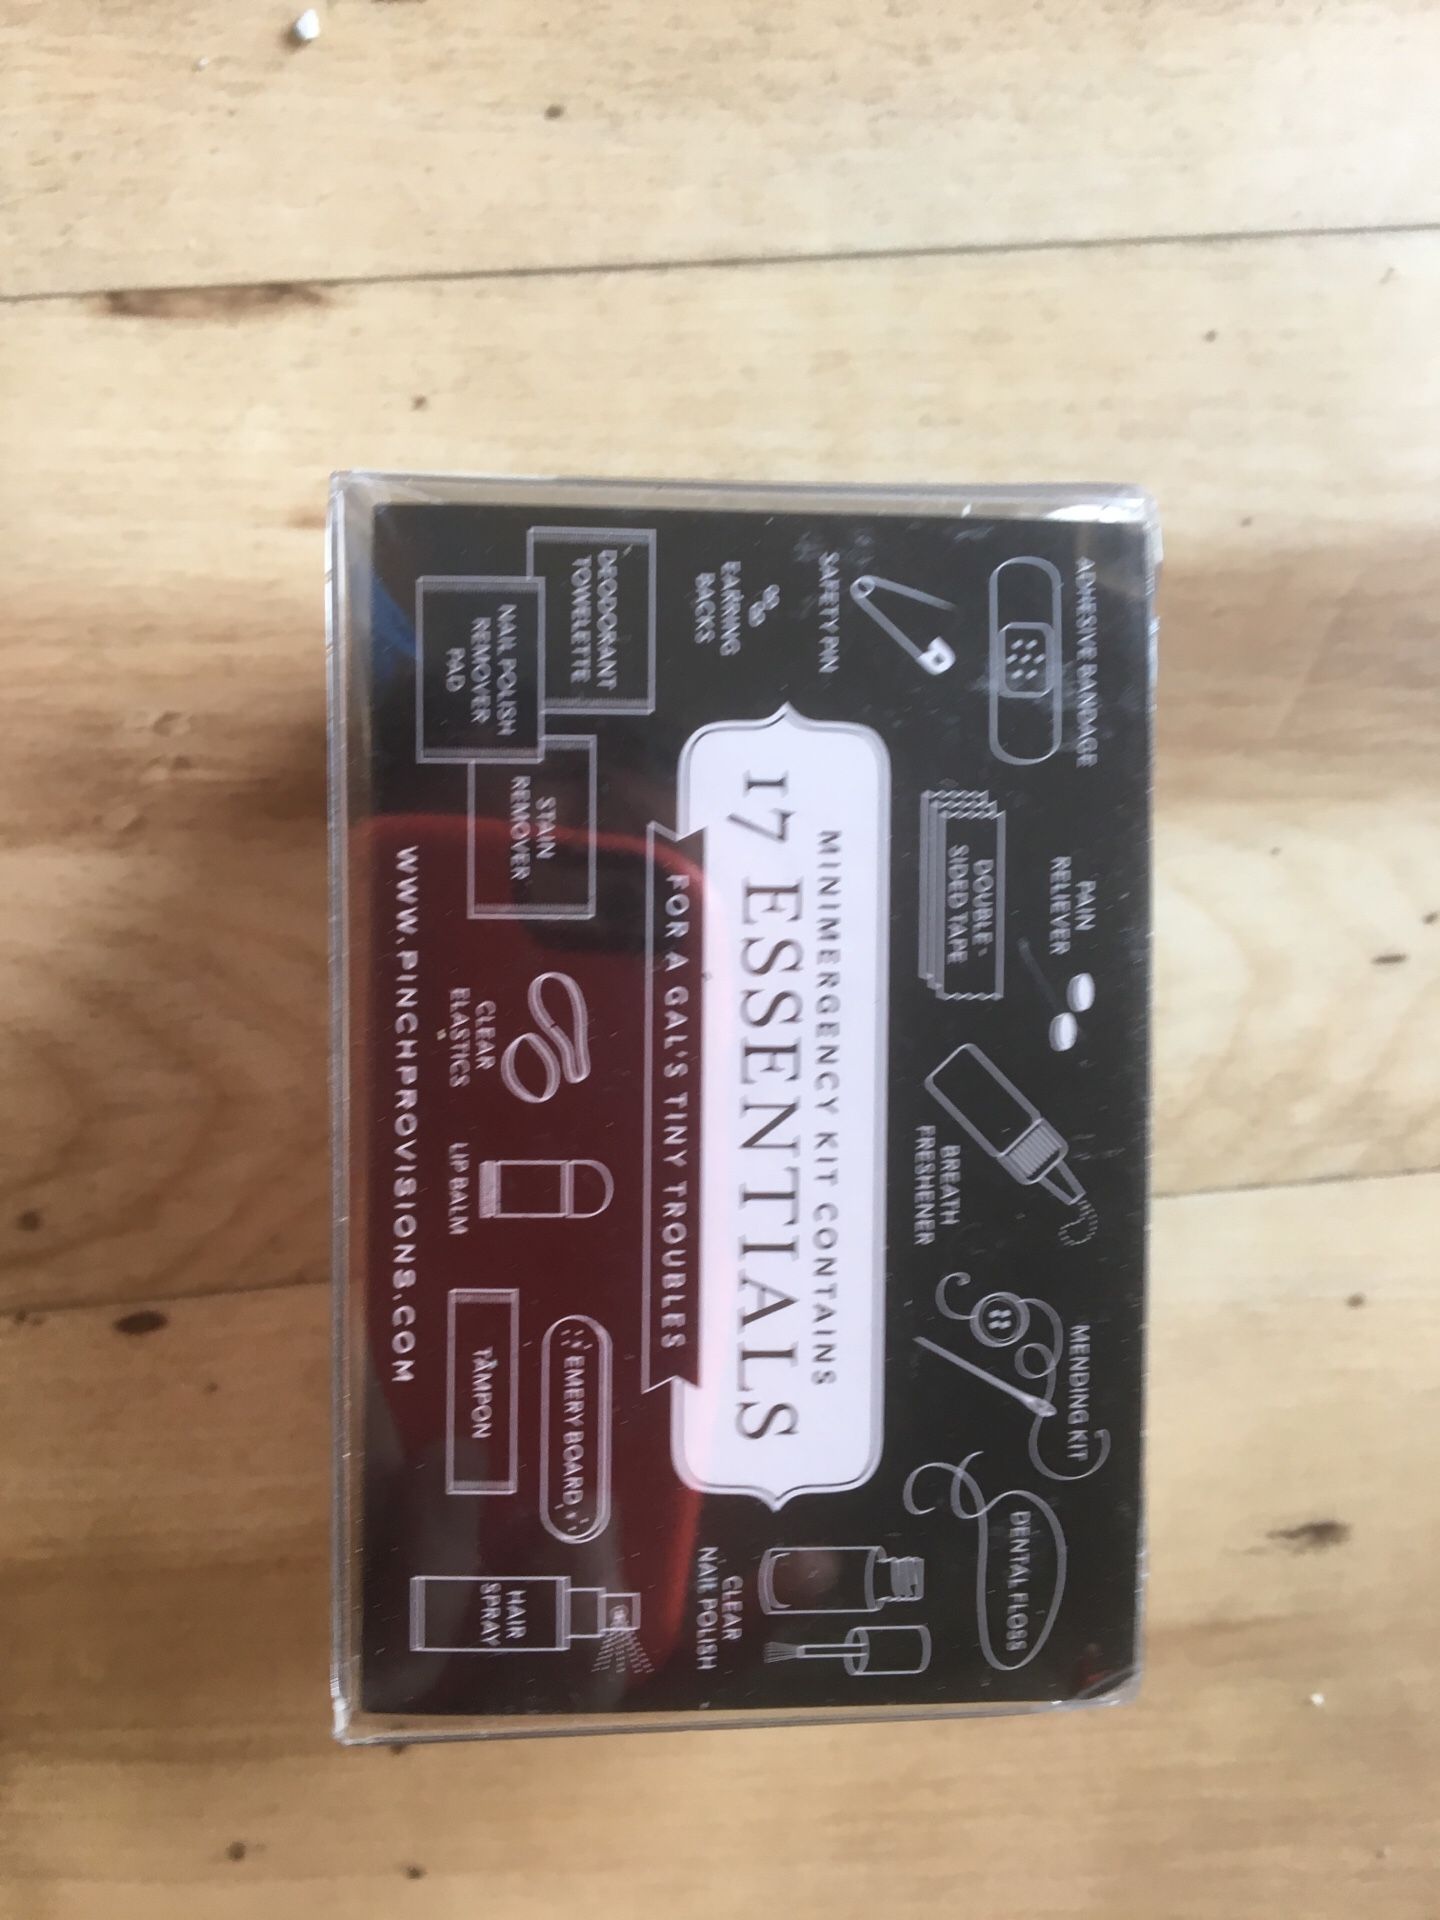 ADHESIVE BANDAGE
PAIN
RELIEVER
MENDING KIT
DENTAL FLOSS
DOUBLE-
SIDED TAPE
BREATH
FRESHENER
SAFETY PIN
EARRING
BACKS
MINIMERGENCY KIT CONTAINS
17 ESSENTIALS
FOR A GAL'S TINY TROUBLES
CLEAR
NAIL POLISH
DEODORANT
TOWELETTE
NAIL POLISH
REMOVER
PAD
STAIN
REMOVER
CLEAR
ELASTICS
LIP BALM
EMERY BOARD
TAMPON
HAIR
SPRAY
WWW.PINCHPROVISIONS.COM